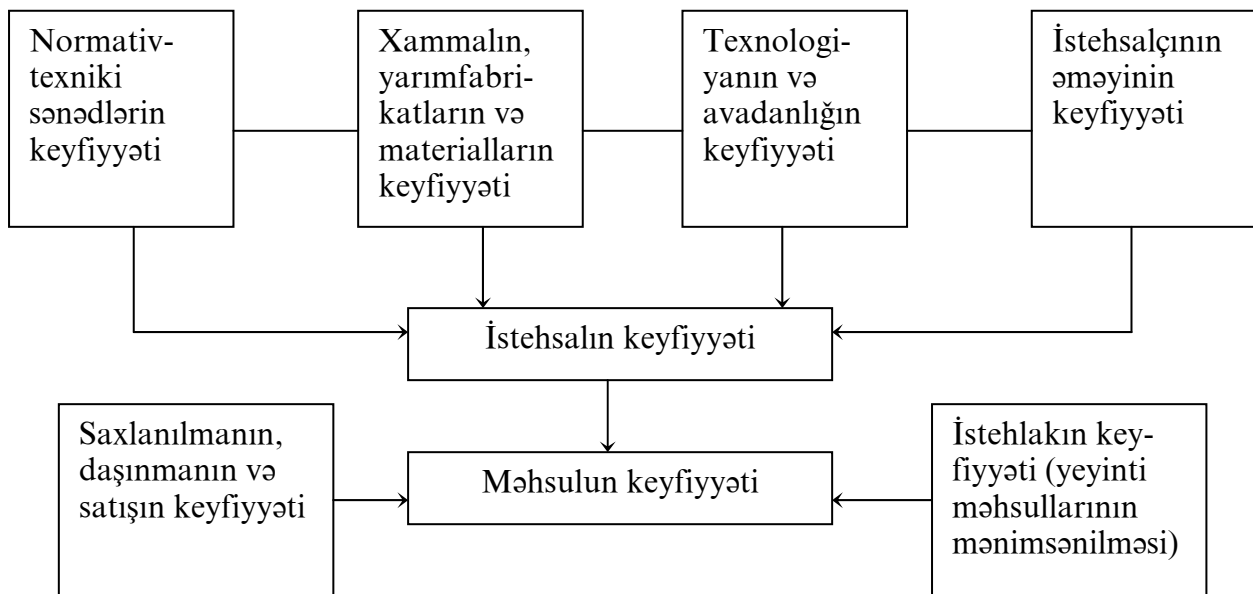 Normativ-
texniki
sənədlərin
keyfiyyəti
Xammalın,
yarımfabri-
katların və
materialların
keyfiyyəti
Texnologi-
yanın və
avadanlığın
keyfiyyəti
İstehsalçının
əməyinin
keyfiyyəti
İstehsalın keyfiyyəti
Saxlanılmanın,
daşınmanın və
satışın keyfiyyəti
Məhsulun keyfiyyəti
İstehlakın key-
fiyyəti (yeyinti
məhsullarının
mənimsənilməsi)